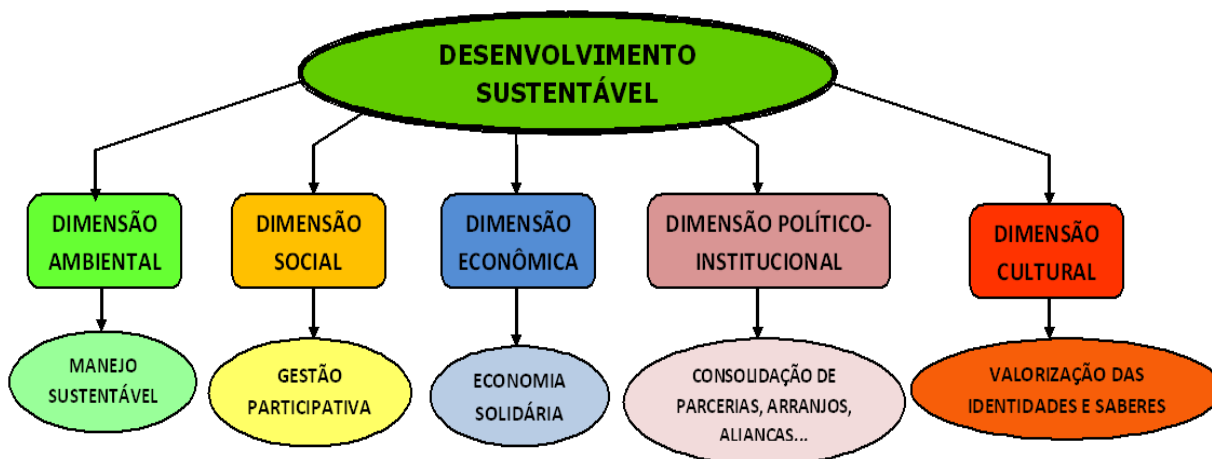 DESENVOLVIMENTO
SUSTENTÁVEL
DIMENSÃO
AMBIENTAL
DIMENSÃO
SOCIAL
DIMENSÃO
ECONÔMICA
DIMENSÃO POLÍTICO-
INSTITUCIONAL
DIMENSÃO
CULTURAL
MANEJO
SUSTENTÁVEL
GESTÃO
PARTICIPATIVA
ECONOMIA
SOLIDÁRIA
CONSOLIDAÇÃO DE
PARCERIAS, ARRANJOS,
ALIANCAS...
VALORIZAÇÃO DAS
IDENTIDADES E SABERES